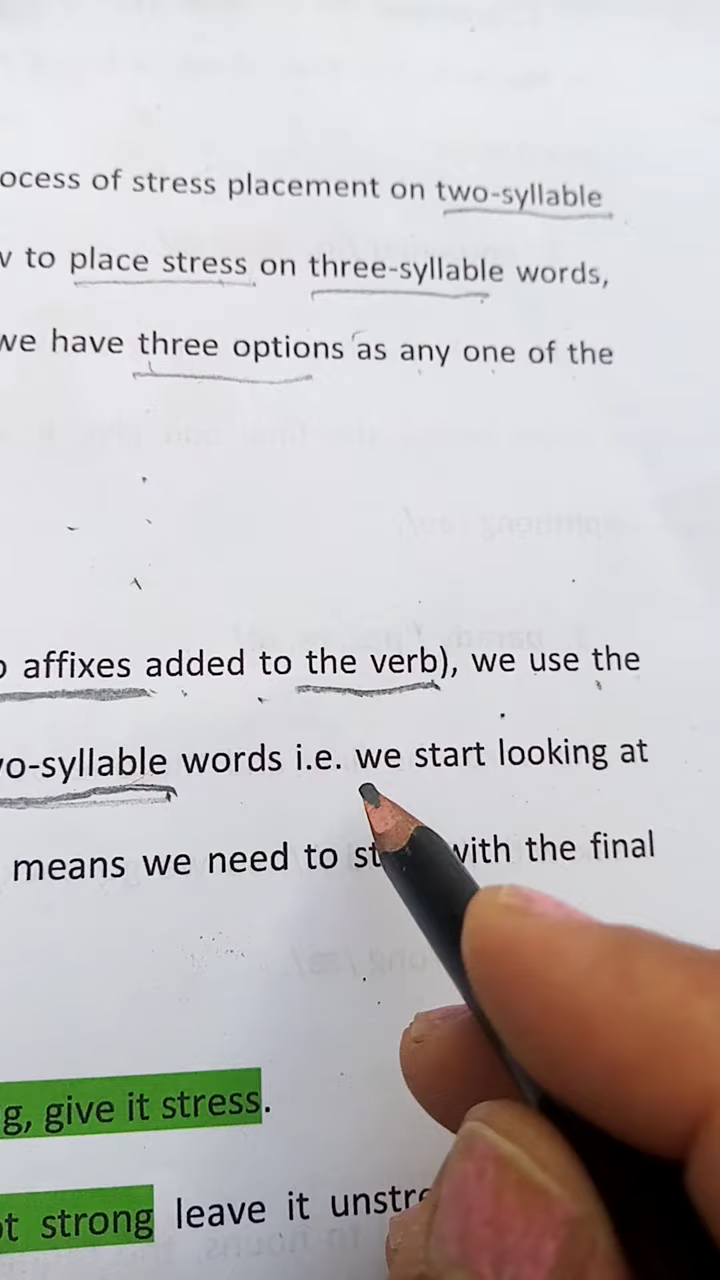 ocess of stress placement on two-syllable
to place stress on three-syllable words,
we have three options as any one of the
affixes added to the verb), we use the
o-syllable words i.e. we start looking at
means we need to with the final
g, give it stress.
t strong leave it unstre